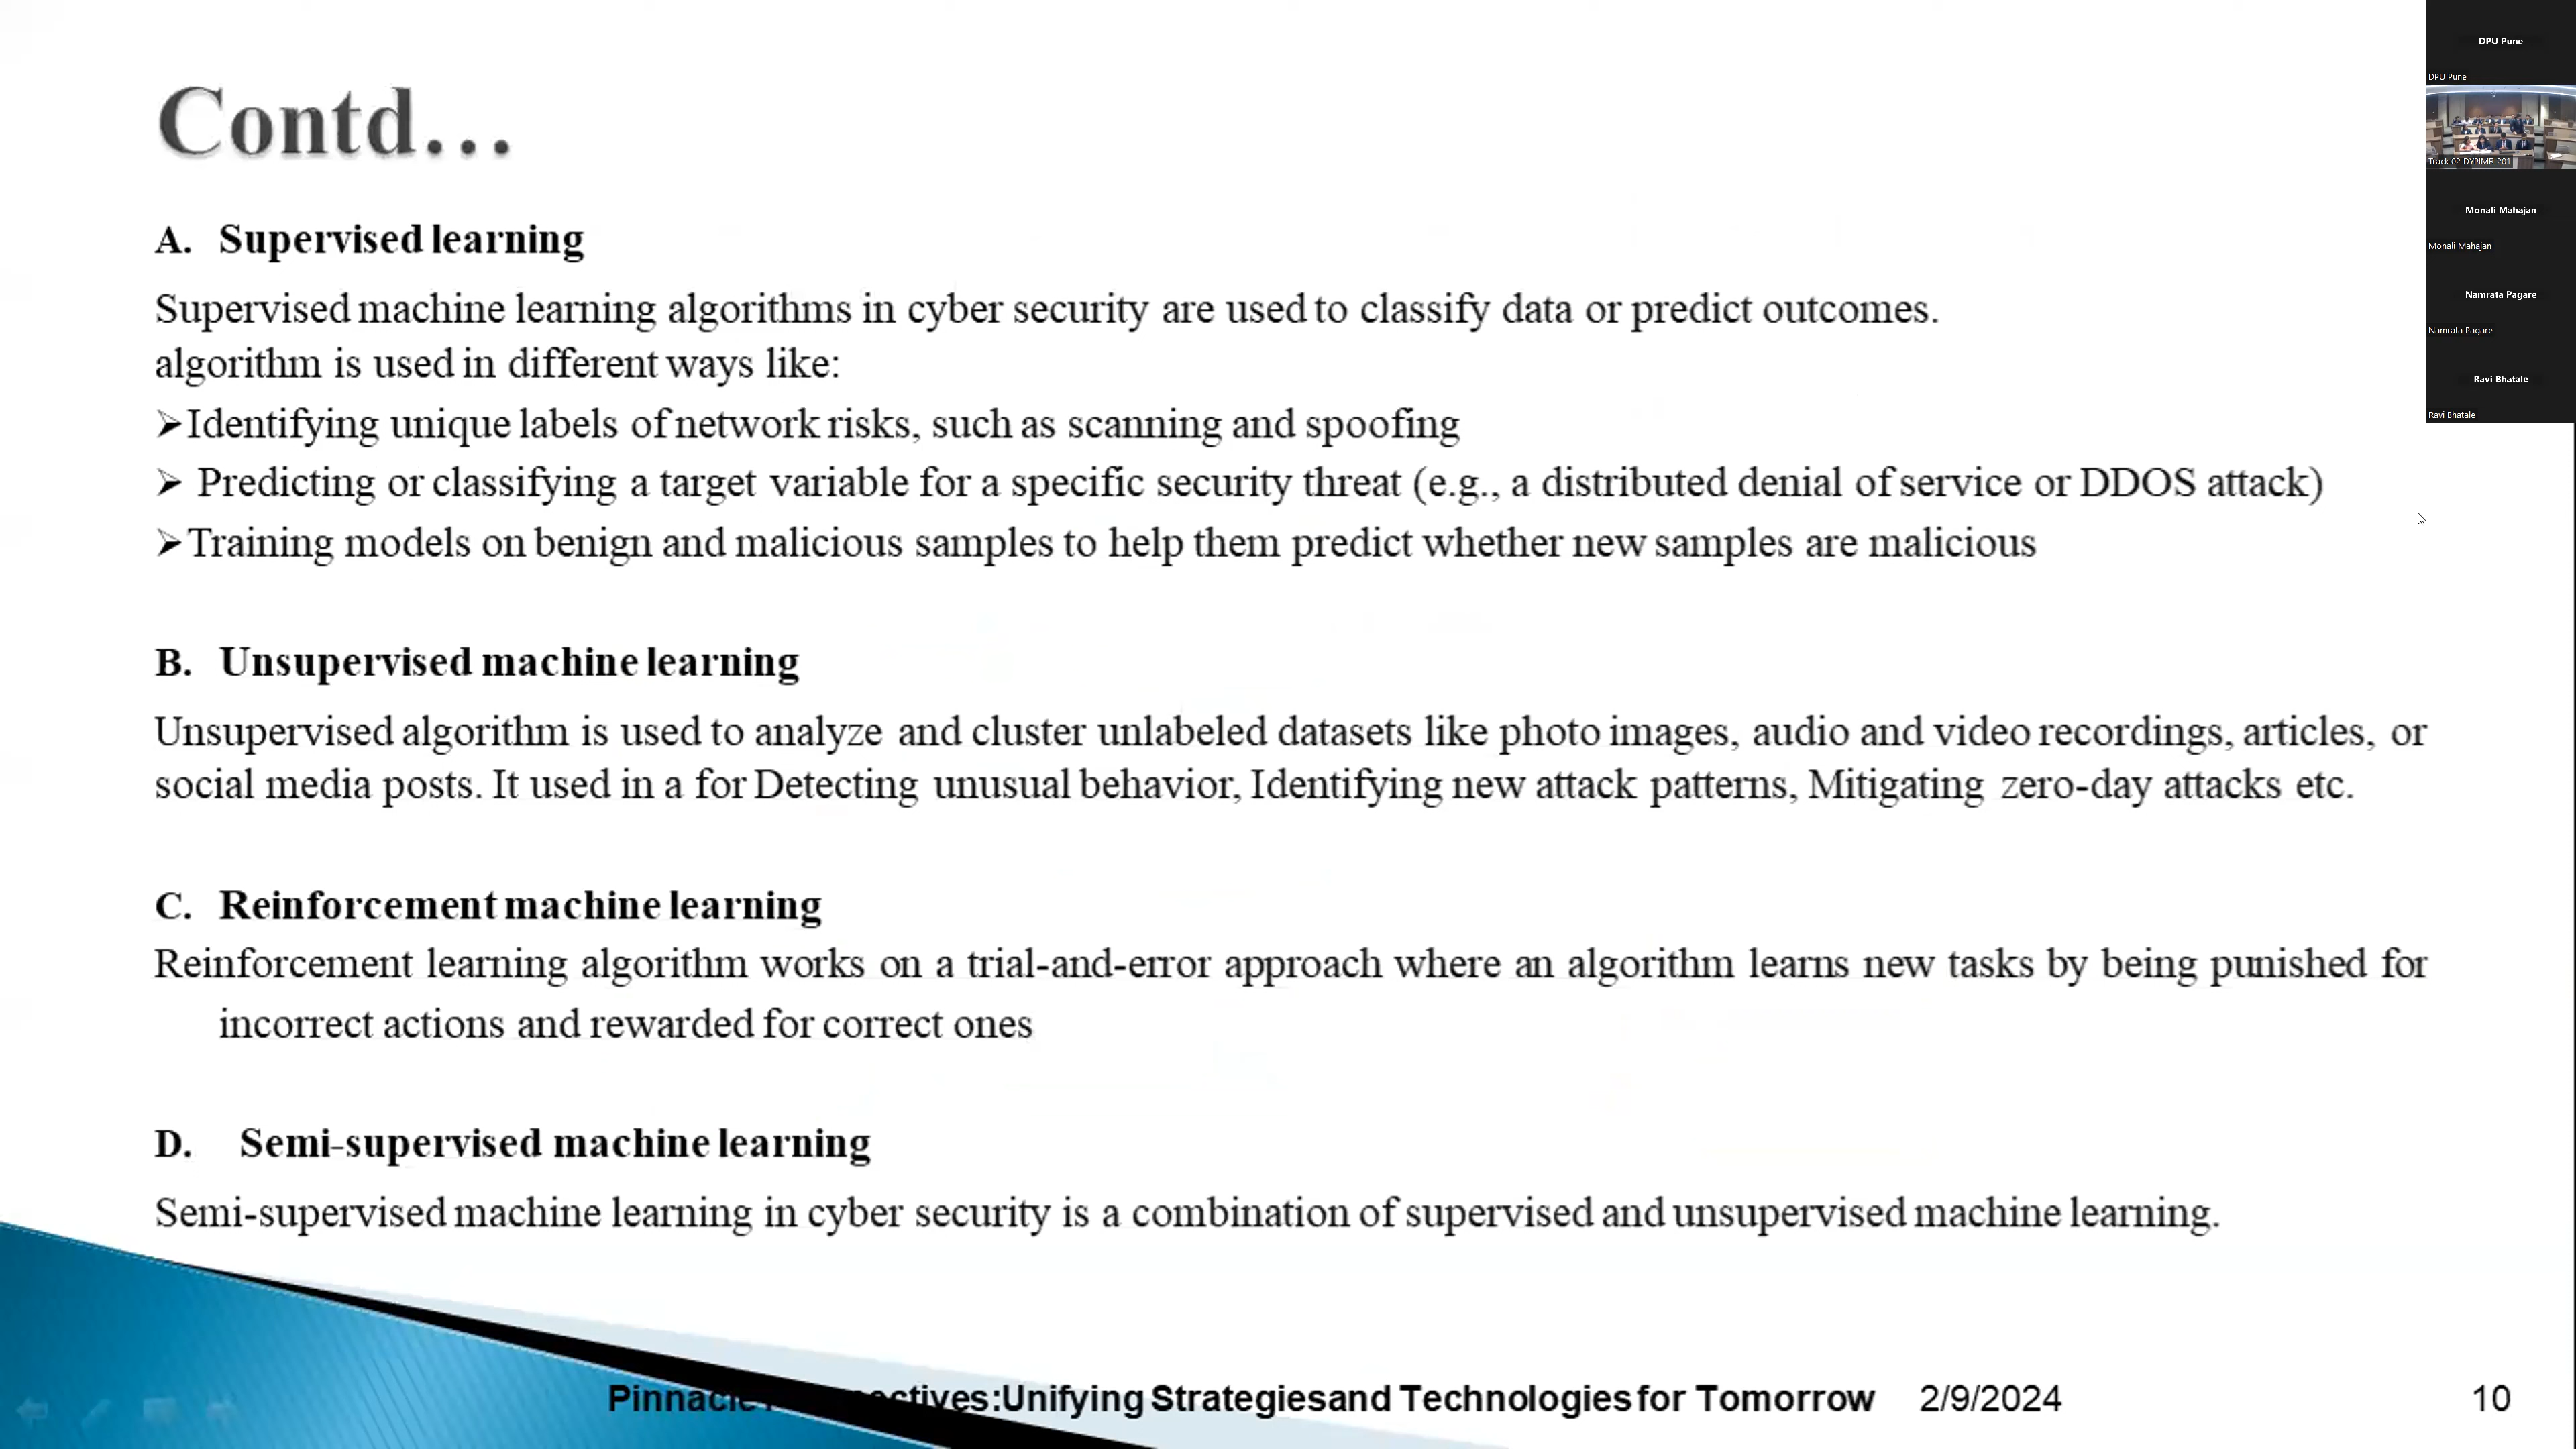 Contd...
A. Supervised learning
Supervised machine learning algorithms in cyber security are used to classify data or predict outcomes.
algorithm is used in different ways like:
➢Identifying unique labels of network risks, such as scanning and spoofing
➢ Predicting or classifying a target variable for a specific security threat (e.g., a distributed denial of service or DDOS attack)
➢Training models on benign and malicious samples to help them predict whether new samples are malicious
B. Unsupervised machine learning
Unsupervised algorithm is used to analyze and cluster unlabeled datasets like photo images, audio and video recordings, articles, or
social media posts. It used in a for Detecting unusual behavior, Identifying new attack patterns, Mitigating zero-day attacks etc.
C. Reinforcement machine learning
Reinforcement learning algorithm works on a trial-and-error approach where an algorithm learns new tasks by being punished for
incorrect actions and rewarded for correct ones
D. Semi-supervised machine learning
Semi-supervised machine learning in cyber security is a combination of supervised and unsupervised machine learning.
:Unifying Strategiesand Technologies for Tomorrow 2/9/2024 10
DPU Pune
DPU Pune
Track 02 DYPIMR 201
Monali Mahajan
Monali Mahajan
Namrata Pagare
Namrata Pagare
Ravi Bhatale
Ravi Bhatale